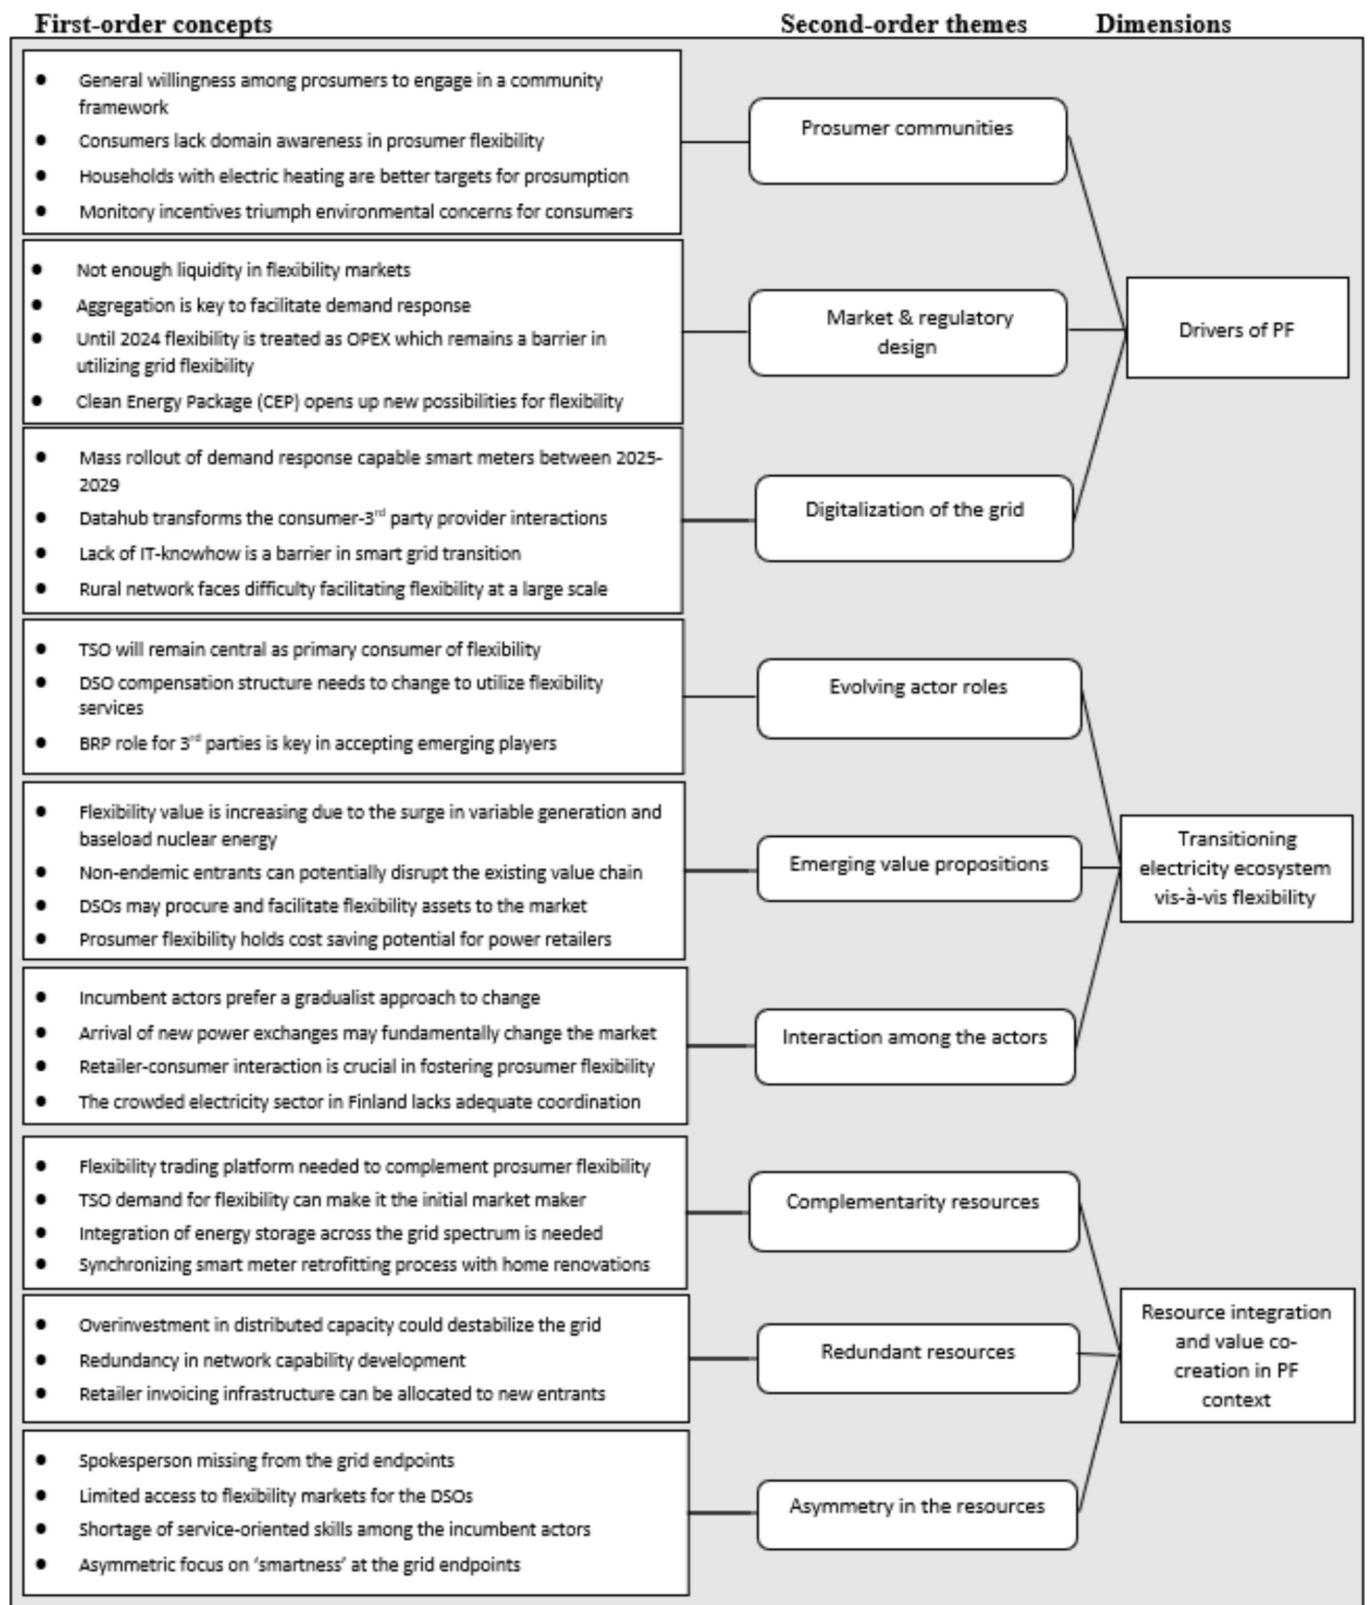 First-order concepts
Second-order themes
Dimensions
● General willingness among prosumers to engage in a community
framework
● Consumers lack domain awareness in prosumer flexibility
● Households with electric heating are better targets for prosumption
● Monitory incentives triumph environmental concerns for consumers
Prosumer communities
● Not enough liquidity in flexibility markets
● Aggregation is key to facilitate demand response
● Until 2024 flexibility is treated as OPEX which remains a barrier in
utilizing grid flexibility
● Clean Energy Package (CEP) opens up new possibilities for flexibility
Market & regulatory
design
● Mass rollout of demand response capable smart meters between 2025-
2029
● Datahub transforms the consumer-3rd party provider interactions
● Lack of IT-knowhow is a barrier in smart grid transition
● Rural network faces difficulty facilitating flexibility at a large scale
Digitalization of the grid
Drivers of PF
● TSO will remain central as primary consumer of flexibility
● DSO compensation structure needs to change to utilize flexibility
services
● BRP role for 3rd parties is key in accepting emerging players
Evolving actor roles
● Flexibility value is increasing due to the surge in variable generation and
baseload nuclear energy
● Non-endemic entrants can potentially disrupt the existing value chain
● DSOs may procure and facilitate flexibility assets to the market
● Prosumer flexibility holds cost saving potential for power retailers
Emerging value propositions
● Incumbent actors prefer a gradualist approach to change
● Arrival of new power exchanges may fundamentally change the market
● Retailer-consumer interaction is crucial in fostering prosumer flexibility
● The crowded electricity sector in Finland lacks adequate coordination
Interaction among the actors
Transitioning
electricity ecosystem
vis-à-vis flexibility
● Flexibility trading platform needed to complement prosumer flexibility
● TSO demand for flexibility can make it the initial market maker
● Integration of energy storage across the grid spectrum is needed
● Synchronizing smart meter retrofitting process with home renovations
Complementarity resources
● Overinvestment in distributed capacity could destabilize the grid
● Redundancy in network capability development
● Retailer invoicing infrastructure can be allocated to new entrants
Redundant resources
● Spokesperson missing from the grid endpoints
● Limited access to flexibility markets for the DSOs
● Shortage of service-oriented skills among the incumbent actors
● Asymmetric focus on ‘smartness’ at the grid endpoints
Asymmetry in the resources
Resource integration
and value co-
creation in PF
context